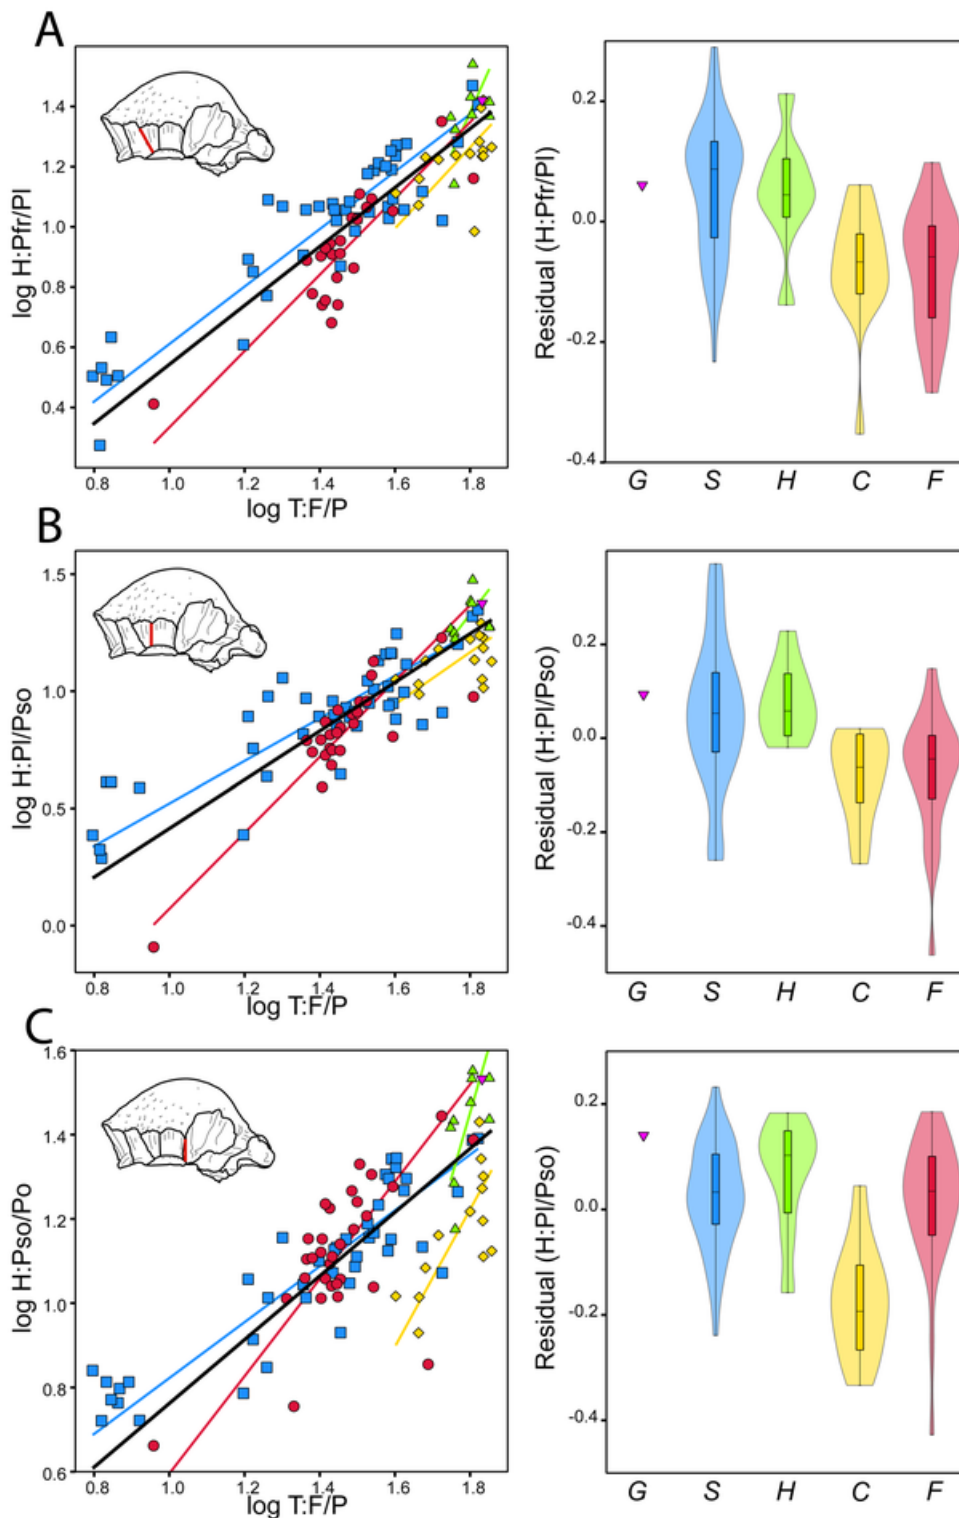 A
log H:Pfr/Pl
1.4
1.2
1.0
0.8
0.6
0.4
0.8 1.0 1.2 1.4 1.6 1.8
log T:F/P
Residual (H:Pfr/Pl)
0.2
0.0
-0.2
-0.4
G S H C F
B
log H:Pl/Pso
1.5
1.0
0.5
0.0
0.8 1.0 1.2 1.4 1.6 1.8
log T:F/P
Residual (H:Pl/Pso)
0.2
0.0
-0.2
-0.4
G S H C F
C
log H:Pso/Po
1.6
1.4
1.2
1.0
0.8
0.6
0.8 1.0 1.2 1.4 1.6 1.8
log T:F/P
Residual (H:Pl/Pso)
0.2
0.0
-0.2
-0.4
G S H C F